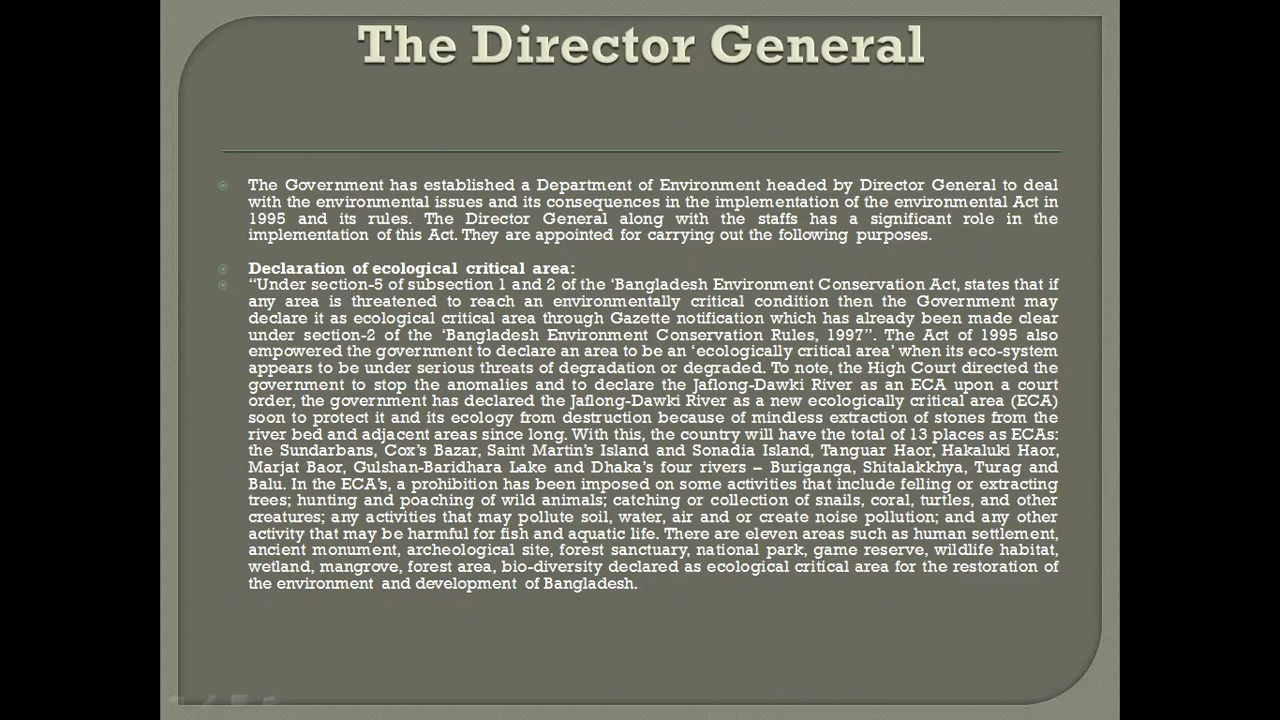 The Director General
The Government has established a Department of Environment headed by Director General to deal
with the environmental issues and its consequences in the implementation of the environmental Act in
1995 and its rules. The Director General along with the staffs has a significant role in the
implementation of this Act. They are appointed for carrying out the following purposes.
Declaration of ecological critical area:
“Under section-5 of subsection 1 and 2 of the ‘Bangladesh Environment Conservation Act, states that if
any area is threatened to reach an environmentally critical condition then the Government may
declare it as ecological critical area through Gazette notification which has already been made clear
under section-2 of the ‘Bangladesh Environment Conservation Rules, 1997”. The Act of 1995 also
empowered the government to declare an area to be an ‘ecologically critical area’ when its eco-system
appears to be under serious threats of degradation or degraded. To note, the High Court directed the
government to stop the anomalies and to declare the Jaflong-Dawki River as an ECA upon a court
order, the government has declared the Jaflong-Dawki River as a new ecologically critical area (ECA)
soon to protect it and its ecology from destruction because of mindless extraction of stones from the
river bed and adjacent areas since long. With this, the country will have the total of 13 places as ECAs:
the Sundarbans, Cox’s Bazar, Saint Martin’s Island and Sonadia Island, Tanguar Haor, Hakaluki Haor,
Marjat Baor, Gulshan-Baridhara Lake and Dhaka’s four rivers – Buriganga, Shitalakkhya, Turag and
Balu. In the ECA’s, a prohibition has been imposed on some activities that include felling or extracting
trees; hunting and poaching of wild animals; catching or collection of snails, coral, turtles, and other
creatures; any activities that may pollute soil, water, air and or create noise pollution; and any other
activity that may be harmful for fish and aquatic life. There are eleven areas such as human settlement,
ancient monument, archeological site, forest sanctuary, national park, game reserve, wildlife habitat,
wetland, mangrove, forest area, bio-diversity declared as ecological critical area for the restoration of
the environment and development of Bangladesh.